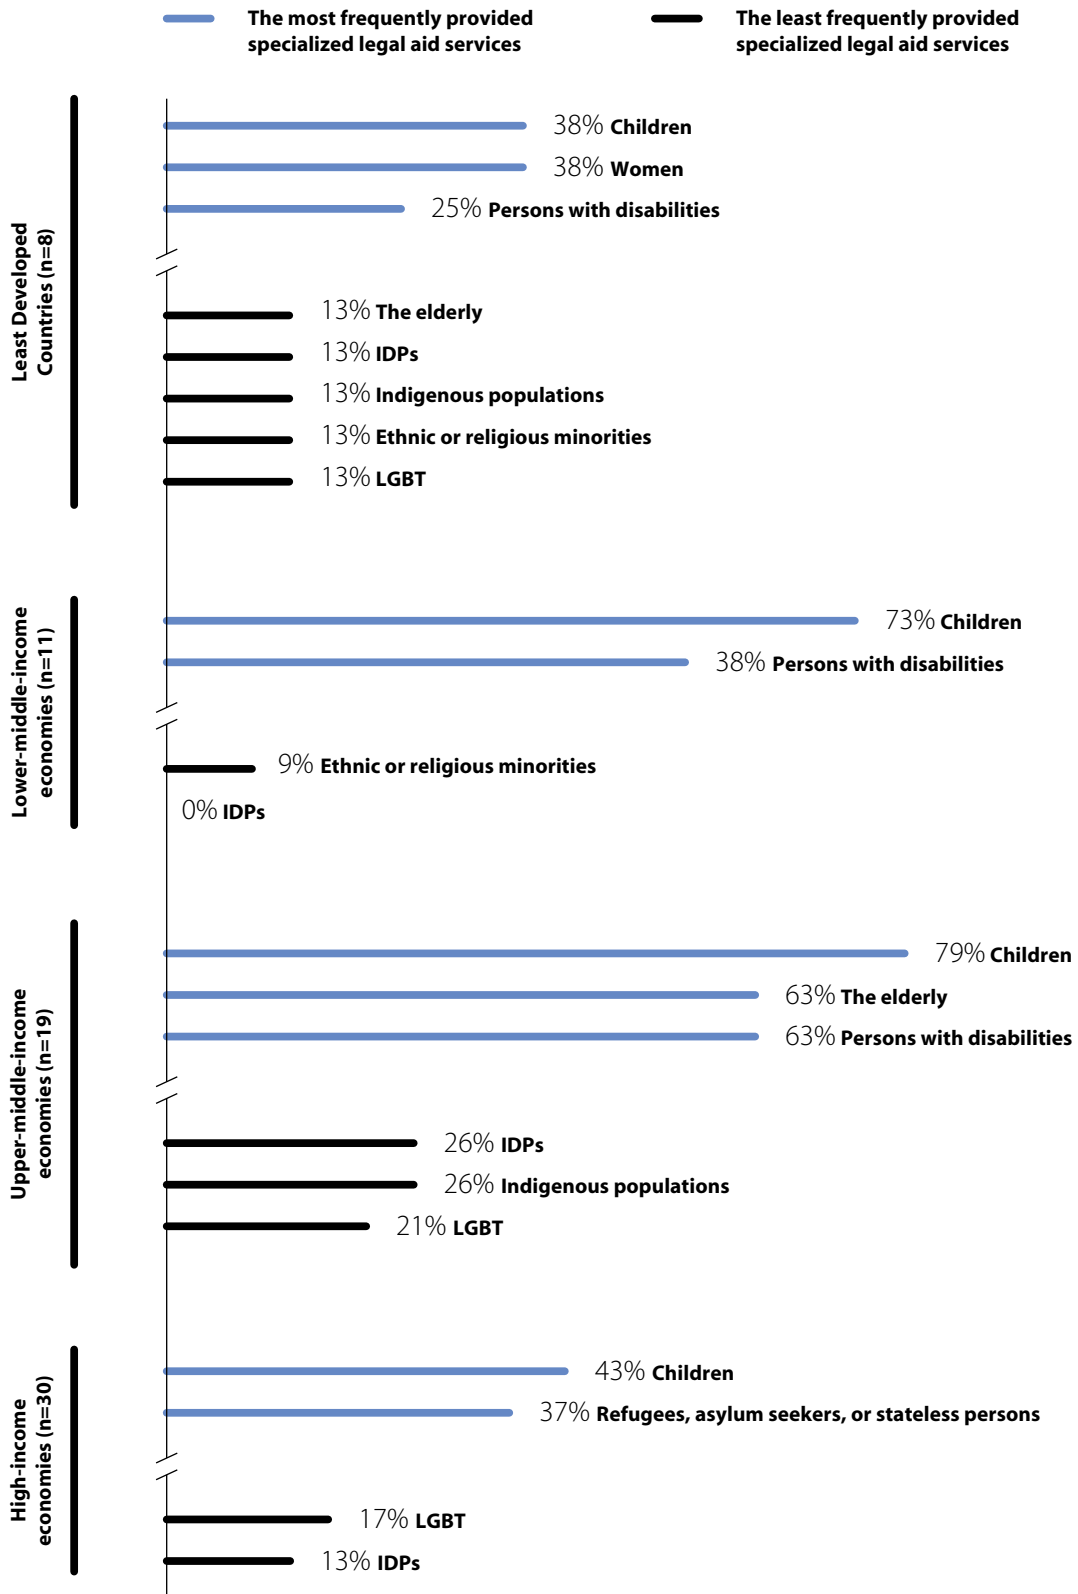 The most frequently provided
specialized legal aid services
The least frequently provided
specialized legal aid services
Least Developed
Countries (n=8)
38% Children
38% Women
25% Persons with disabilities
13% The elderly
13% IDPs
13% Indigenous populations
13% Ethnic or religious minorities
13% LGBT
Lower-middle-income
economies (n=11)
73% Children
38% Persons with disabilities
9% Ethnic or religious minorities
0% IDPs
Upper-middle-income
economies (n=19)
79% Children
63% The elderly
63% Persons with disabilities
26% IDPs
26% Indigenous populations
21% LGBT
High-income
economies (n=30)
43% Children
37% Refugees, asylum seekers, or stateless persons
17% LGBT
13% IDPs